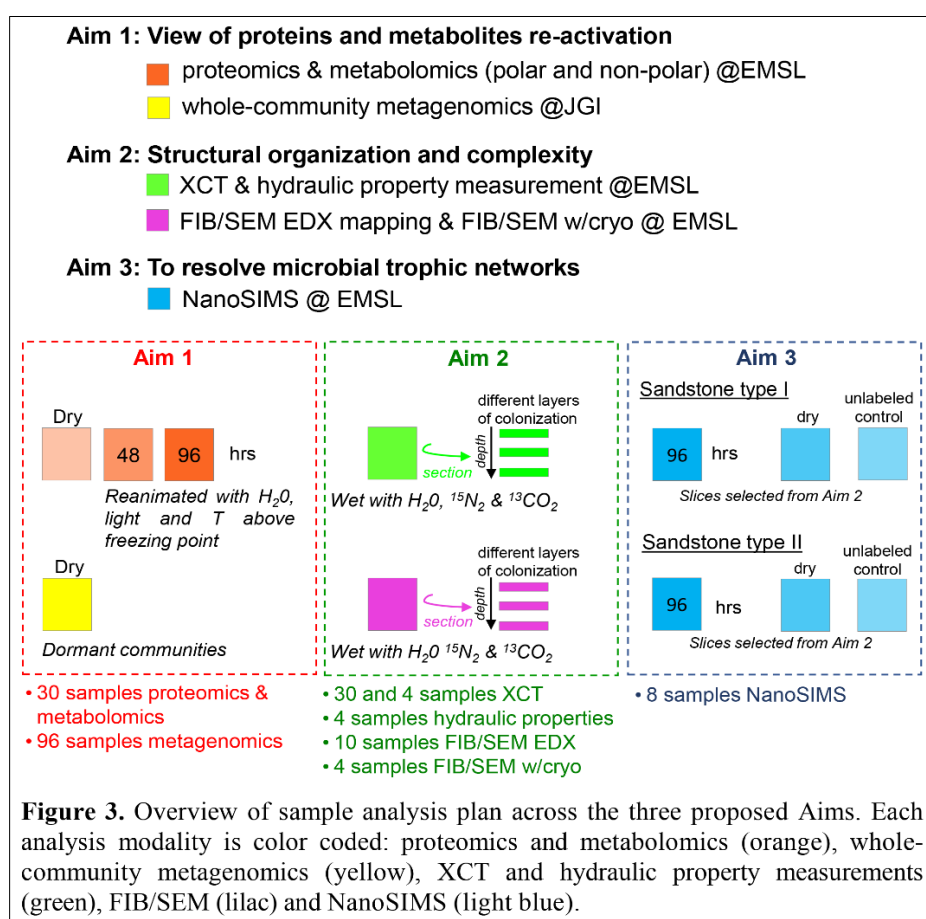 Aim 1: View of proteins and metabolites re-activation
proteomics & metabolomics (polar and non-polar) @EMSL
whole-community metagenomics @JGI
Aim 2: Structural organization and complexity
XCT & hydraulic property measurement @EMSL
FIB/SEM EDX mapping & FIB/SEM w/cryo @ EMSL
Aim 3: To resolve microbial trophic networks
NanoSIMS @ EMSL
Aim 1
Dry
48
96
hrs
Reanimated with H₂0,
light and T above
freezing point
Dry
Dormant communities
• 30 samples proteomics &
metabolomics
• 96 samples metagenomics
Aim 2
different layers
of colonization
depth
section
Wet with H₂0, ¹⁵N₂ & ¹³CO₂
different layers
of colonization
depth
section
Wet with H₂0 ¹⁵N₂ & ¹³CO₂
• 30 and 4 samples XCT
• 4 samples hydraulic properties
• 10 samples FIB/SEM EDX
• 4 samples FIB/SEM w/cryo
Aim 3
Sandstone type I
dry
unlabeled
control
96
hrs
Slices selected from Aim 2
Sandstone type II
dry
unlabeled
control
96
hrs
Slices selected from Aim 2
• 8 samples NanoSIMS
Figure 3. Overview of sample analysis plan across the three proposed Aims. Each
analysis modality is color coded: proteomics and metabolomics (orange), whole-
community metagenomics (yellow), XCT and hydraulic property measurements
(green), FIB/SEM (lilac) and NanoSIMS (light blue).